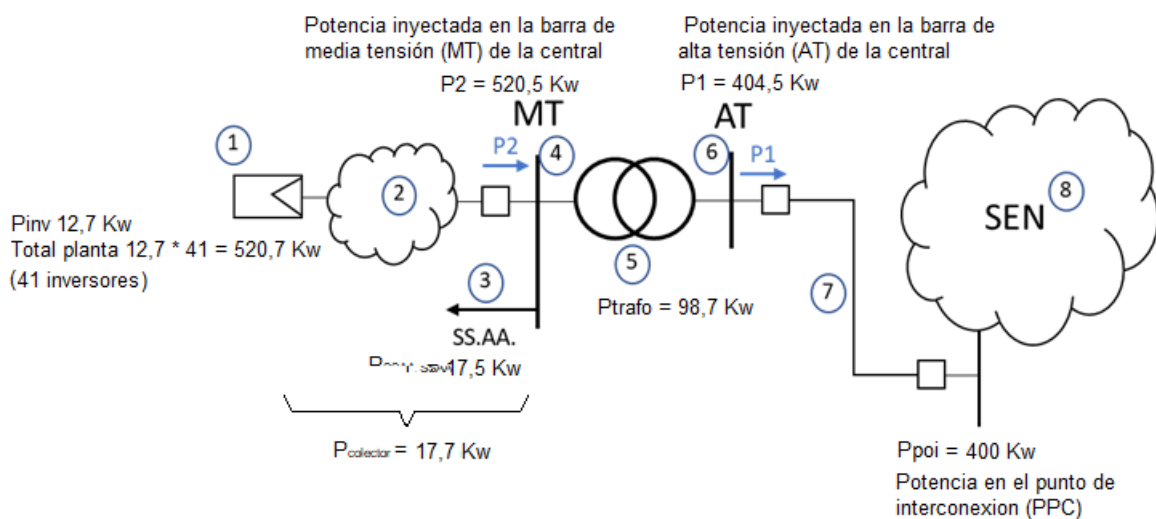 Potencia inyectada en la barra de
media tensión (MT) de la central
P2 = 520,5 Kw
Potencia inyectada en la barra de
alta tensión (AT) de la central
P1 = 404,5 Kw
MT
AT
1
2
P2
4
6
P1
8
SEN
Pinv 12,7 Kw
Total planta 12,7 * 41 = 520,7 Kw
(41 inversores)
3
5
7
SS.AA.
Ptrafo = 98,7 Kw
17,5 Kw
Pcolector = 17,7 Kw
Ppoi = 400 Kw
Potencia en el punto de
interconexion (PPC)